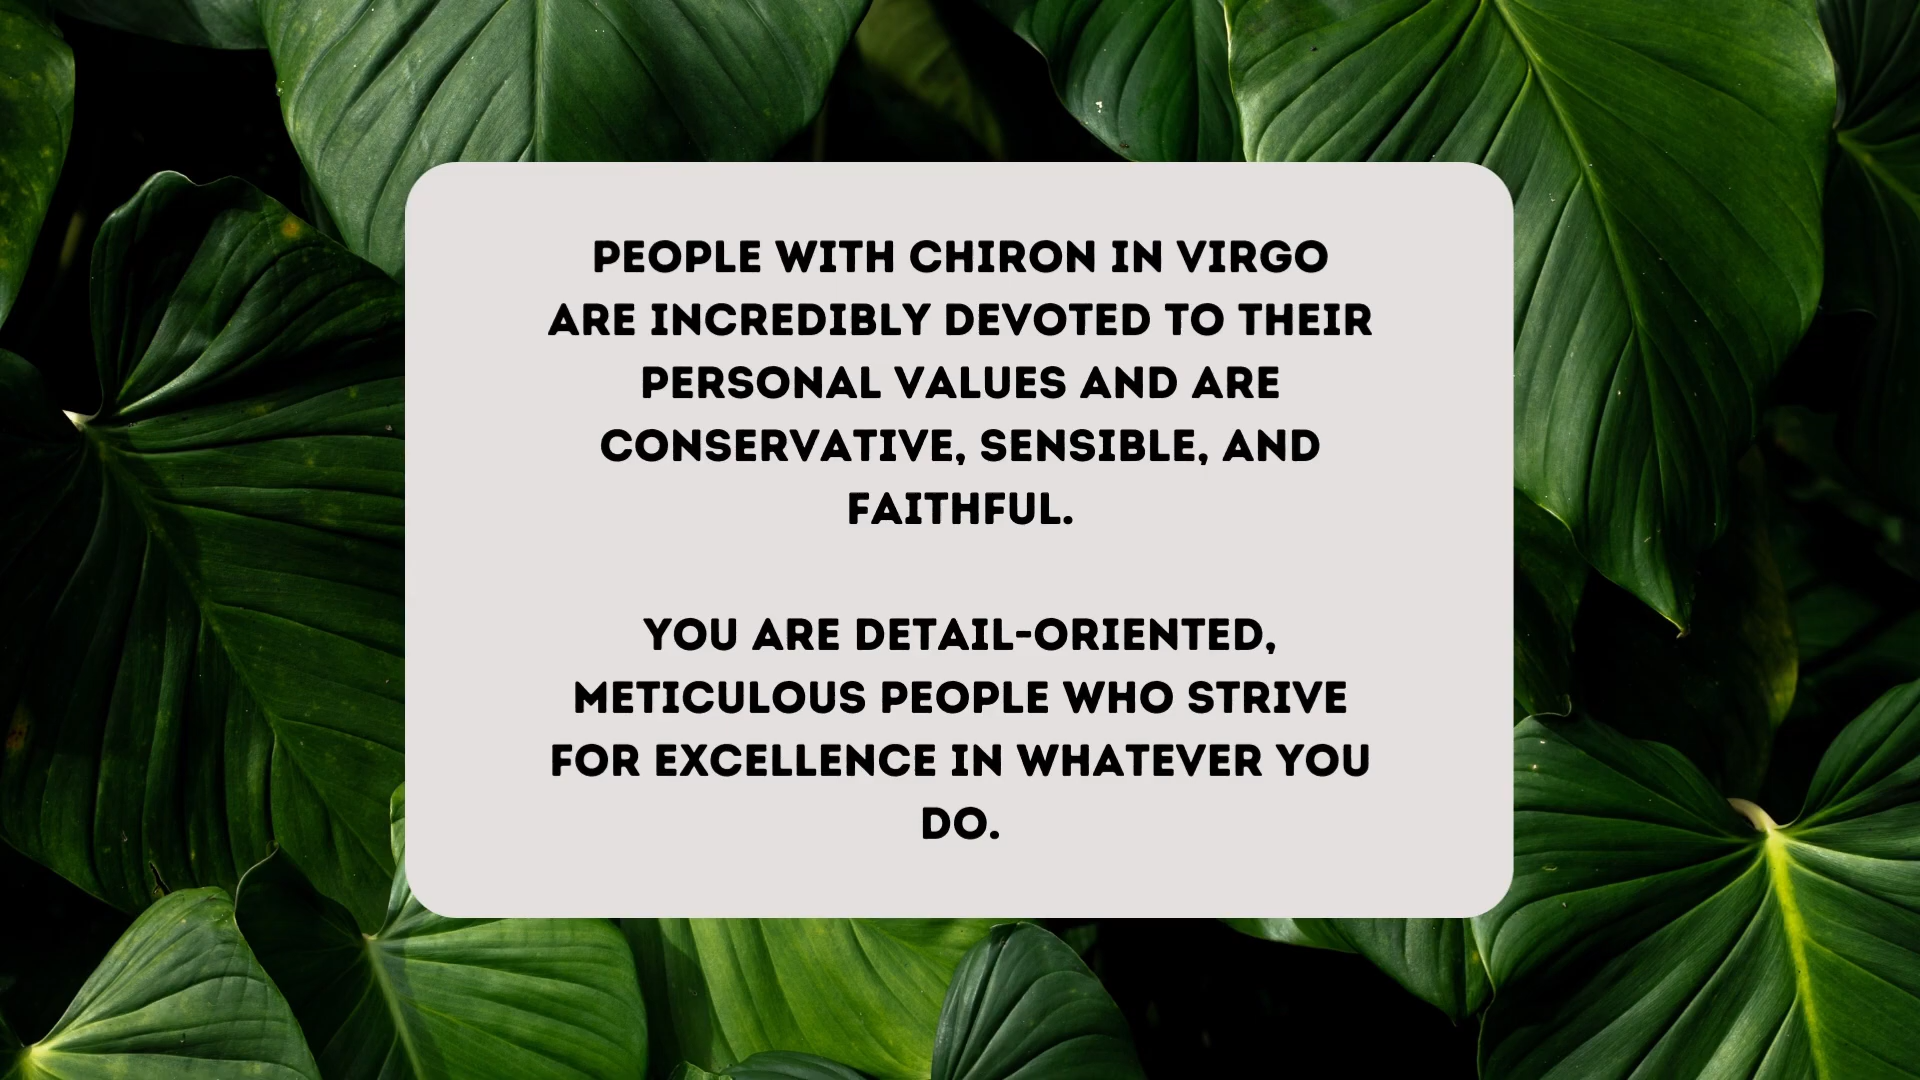 PEOPLE WITH CHIRON IN VIRGO
ARE INCREDIBLY DEVOTED TO THEIR
PERSONAL VALUES AND ARE
CONSERVATIVE, SENSIBLE, AND
FAITHFUL.
YOU ARE DETAIL-ORIENTED,
METICULOUS PEOPLE WHO STRIVE
FOR EXCELLENCE IN WHATEVER YOU
DO.